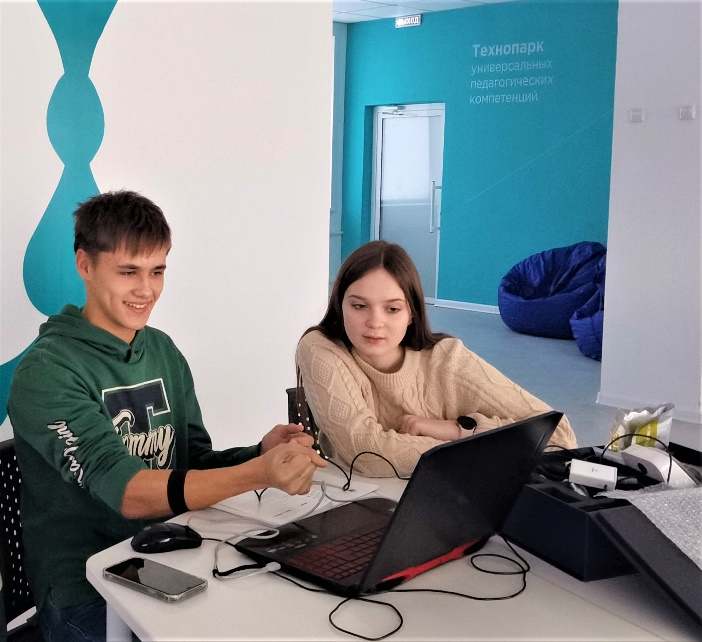 ВЫХОД
Технопарк
универсальных
педагогических
компетенций
T
Tommy